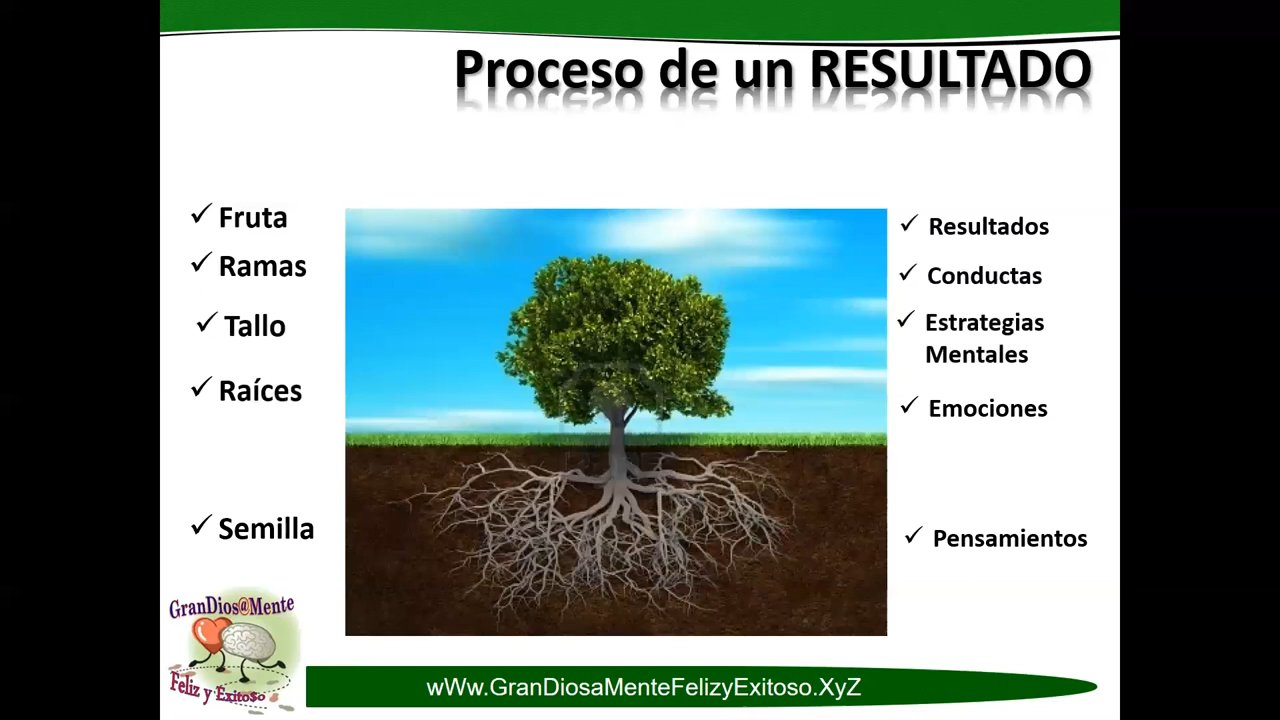 Proceso de un RESULTADO
Fruta
Ramas
Tallo
Raíces
Semilla
Resultados
Conductas
Estrategias
Mentales
Emociones
Pensamientos
GranDios@Mente
Feliz y Exito$o
wWw.GranDiosaMenteFelizyExitoso.XyZ